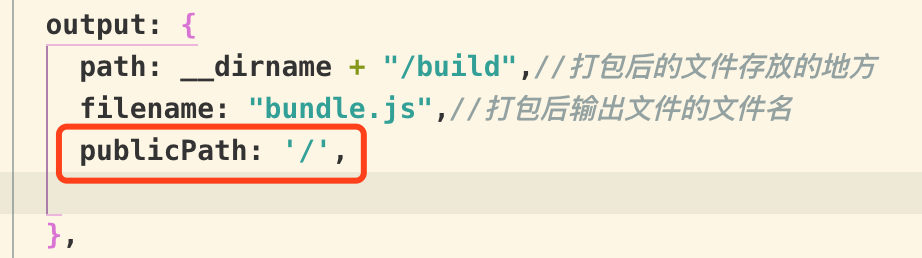 output: {
path: __dirname + "/build",//打包后的文件存放的地方
filename: "bundle.js",//打包后输出文件的文件名
publicPath: '/',
},